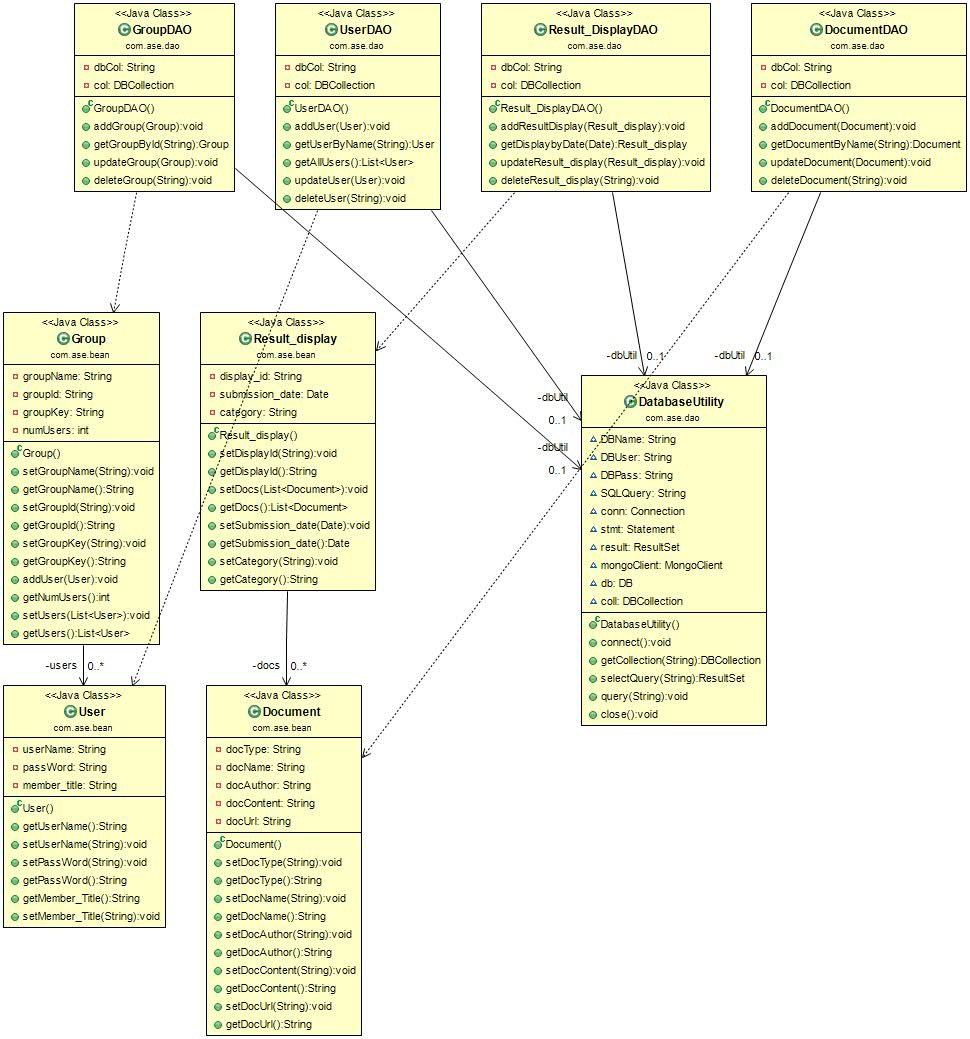 <<Java Class>>
GroupDAO
com.ase.dao
dbCol: String
col: DBCollection
GroupDAO()
addGroup(Group):void
getGroupById(String):Group
updateGroup(Group):void
deleteGroup(String):void
<<Java Class>>
UserDAO
com.ase.dao
dbCol: String
col: DBCollection
UserDAO()
addUser(User):void
getUserByName(String):User
getAllUsers():List<User>
updateUser(User):void
deleteUser(String):void
<<Java Class>>
Result_DisplayDAO
com.ase.dao
dbCol: String
col: DBCollection
Result_DisplayDAO()
addResultDisplay(Result_display):void
getDisplaybyDate(Date):Result_display
updateResult_display(Result_display):void
deleteResult_display(String):void
<<Java Class>>
DocumentDAO
com.ase.dao
dbCol: String
col: DBCollection
DocumentDAO()
addDocument(Document):void
getDocumentByName(String):Document
updateDocument(Document):void
deleteDocument(String):void
<<Java Class>>
Group
com.ase.bean
groupName: String
groupId: String
groupKey: String
numUsers: int
Group()
setGroupName(String):void
getGroupName():String
setGroupId(String):void
getGroupId():String
setGroupKey(String):void
getGroupKey():String
addUser(User):void
getNumUsers():int
setUsers(List<User>):void
getUsers():List<User>
<<Java Class>>
Result_display
com.ase.bean
display_id: String
submission_date: Date
category: String
Result_display()
setDisplayId(String):void
getDisplayId():String
setDocs(List<Document>):void
getDocs():List<Document>
setSubmission_date(Date):void
getSubmission_date():Date
setCategory(String):void
getCategory():String
-dbUtil 0..1
-dbUtil 0..1
-dbUtil
0..1
-dbUtil
0..1
<<Java Class>>
DatabaseUtility
com.ase.dao
DBName: String
DBUser: String
DBPass: String
SQLQuery: String
conn: Connection
stmt: Statement
result: ResultSet
mongoClient: MongoClient
db: DB
coll: DBCollection
DatabaseUtility()
connect():void
getCollection(String):DBCollection
selectQuery(String):ResultSet
query(String):void
close():void
-users 0..*
-docs 0..*
<<Java Class>>
User
com.ase.bean
userName: String
passWord: String
member_title: String
User()
getUserName():String
setUserName(String):void
setPassWord(String):void
getPassWord():String
getMember_Title():String
setMember_Title(String):void
<<Java Class>>
Document
com.ase.bean
docType: String
docName: String
docAuthor: String
docContent: String
docUrl: String
Document()
setDocType(String):void
getDocType():String
setDocName(String):void
getDocName():String
setDocAuthor(String):void
getDocAuthor():String
setDocContent(String):void
getDocContent():String
setDocUrl(String):void
getDocUrl():String